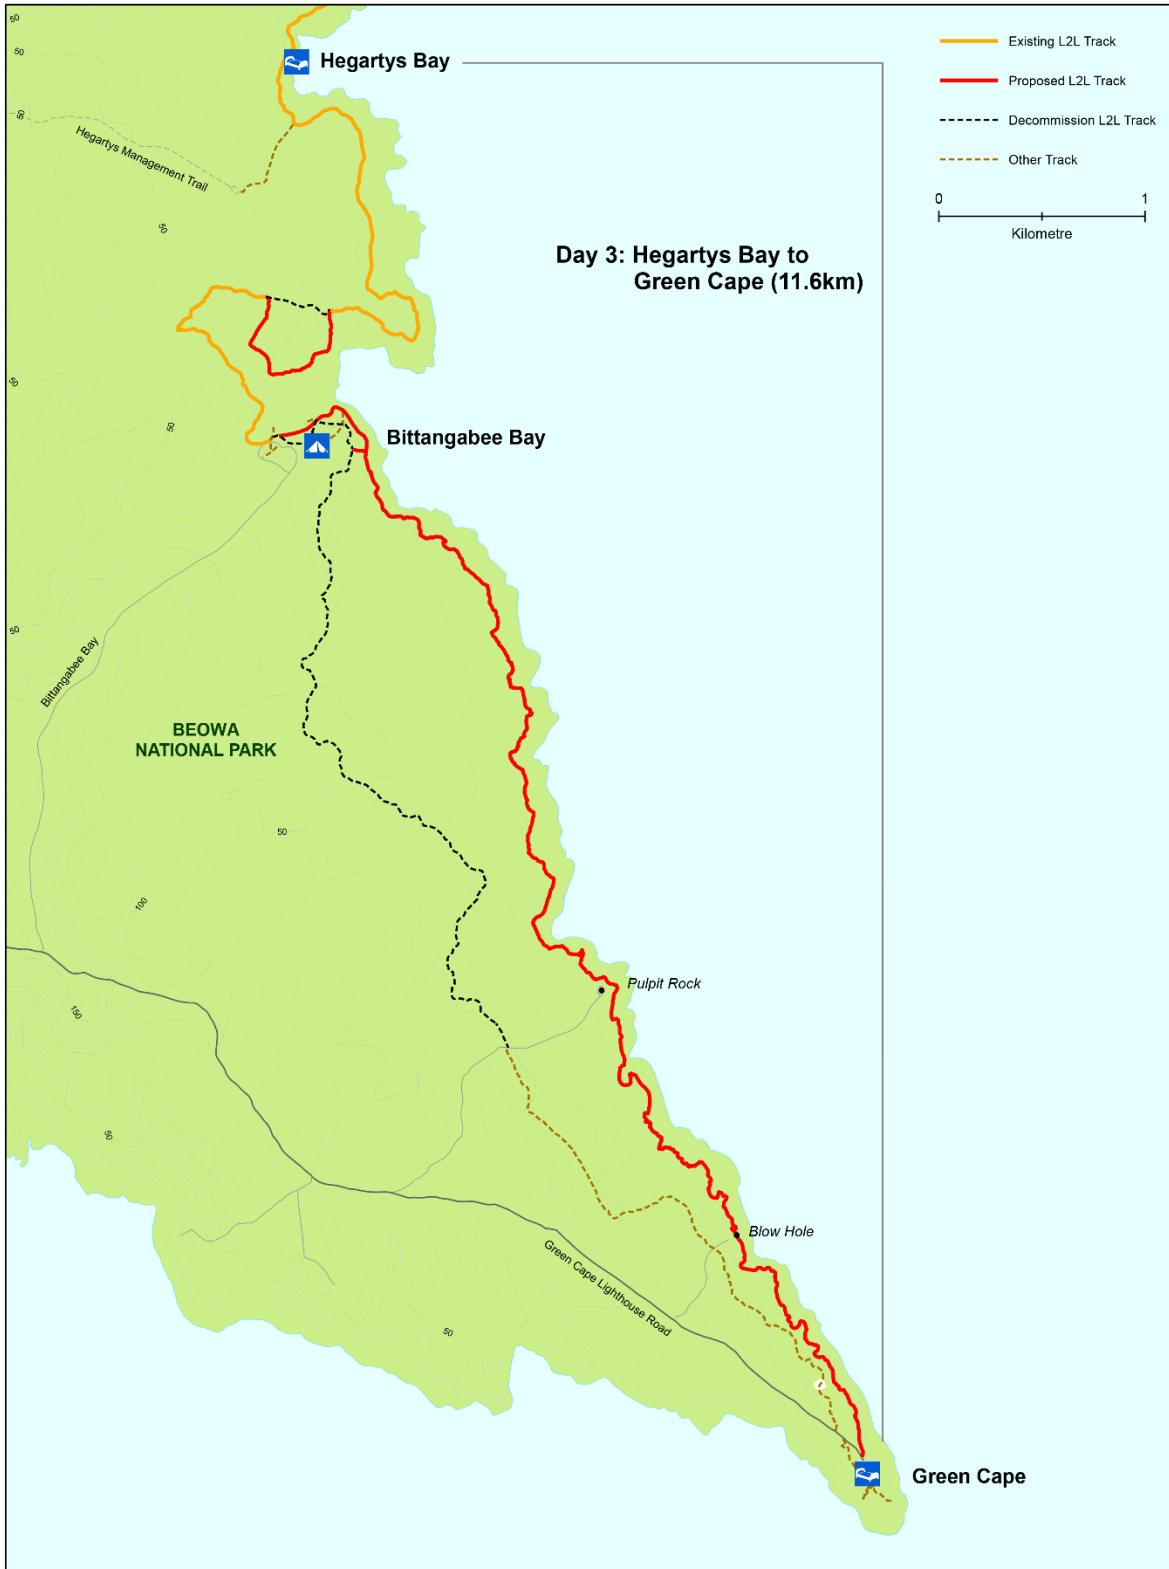 50
50
50
Hegartys Bay
Existing L2L Track
Proposed L2L Track
Decommission L2L Track
Other Track
0 1
Kilometre
Hegartys Management Trail
50
Day 3: Hegartys Bay to
Green Cape (11.6km)
50
50
Bittangabee Bay
50
Bittangabee Bay
BEOWA
NATIONAL PARK
50
100
Pulpit Rock
150
50
Blow Hole
Green Cape Lighthouse Road
50
Green Cape